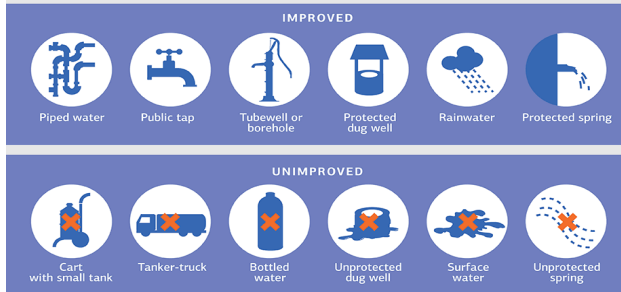 IMPROVED
Piped water
Public tap
Tubewell or
borehole
Protected
dug well
Rainwater
Protected spring
UNIMPROVED
Cart
with small tank
Tanker-truck
Bottled
water
Unprotected
dug well
Surface
water
Unprotected
spring